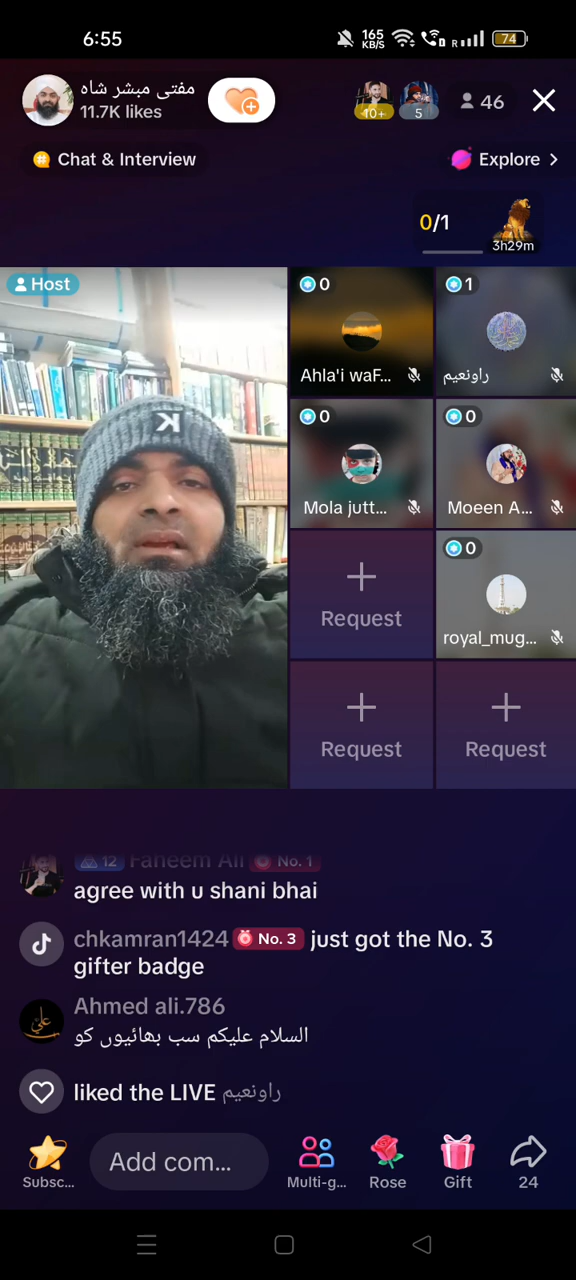 6:55
165
KB/S
R
74
مفتی مبشر شاہ
11.7K likes
10+
5
46
Chat & Interview
Explore
0/1
3h29m
Host
K
0
Ahla'i waF...
1
راونعیم
0
Mola jutt...
0
Moeen A...
Request
0
royal_mug...
Request
Request
12 Faheem Ali No. 1
agree with u shani bhai
chkamran1424 No. 3 just got the No. 3
gifter badge
Ahmed ali.786
السلام علیکم سب بھائیوں کو
liked the LIVE راونعیم
Subsc...
Add com...
Multi-g...
Rose
Gift
24